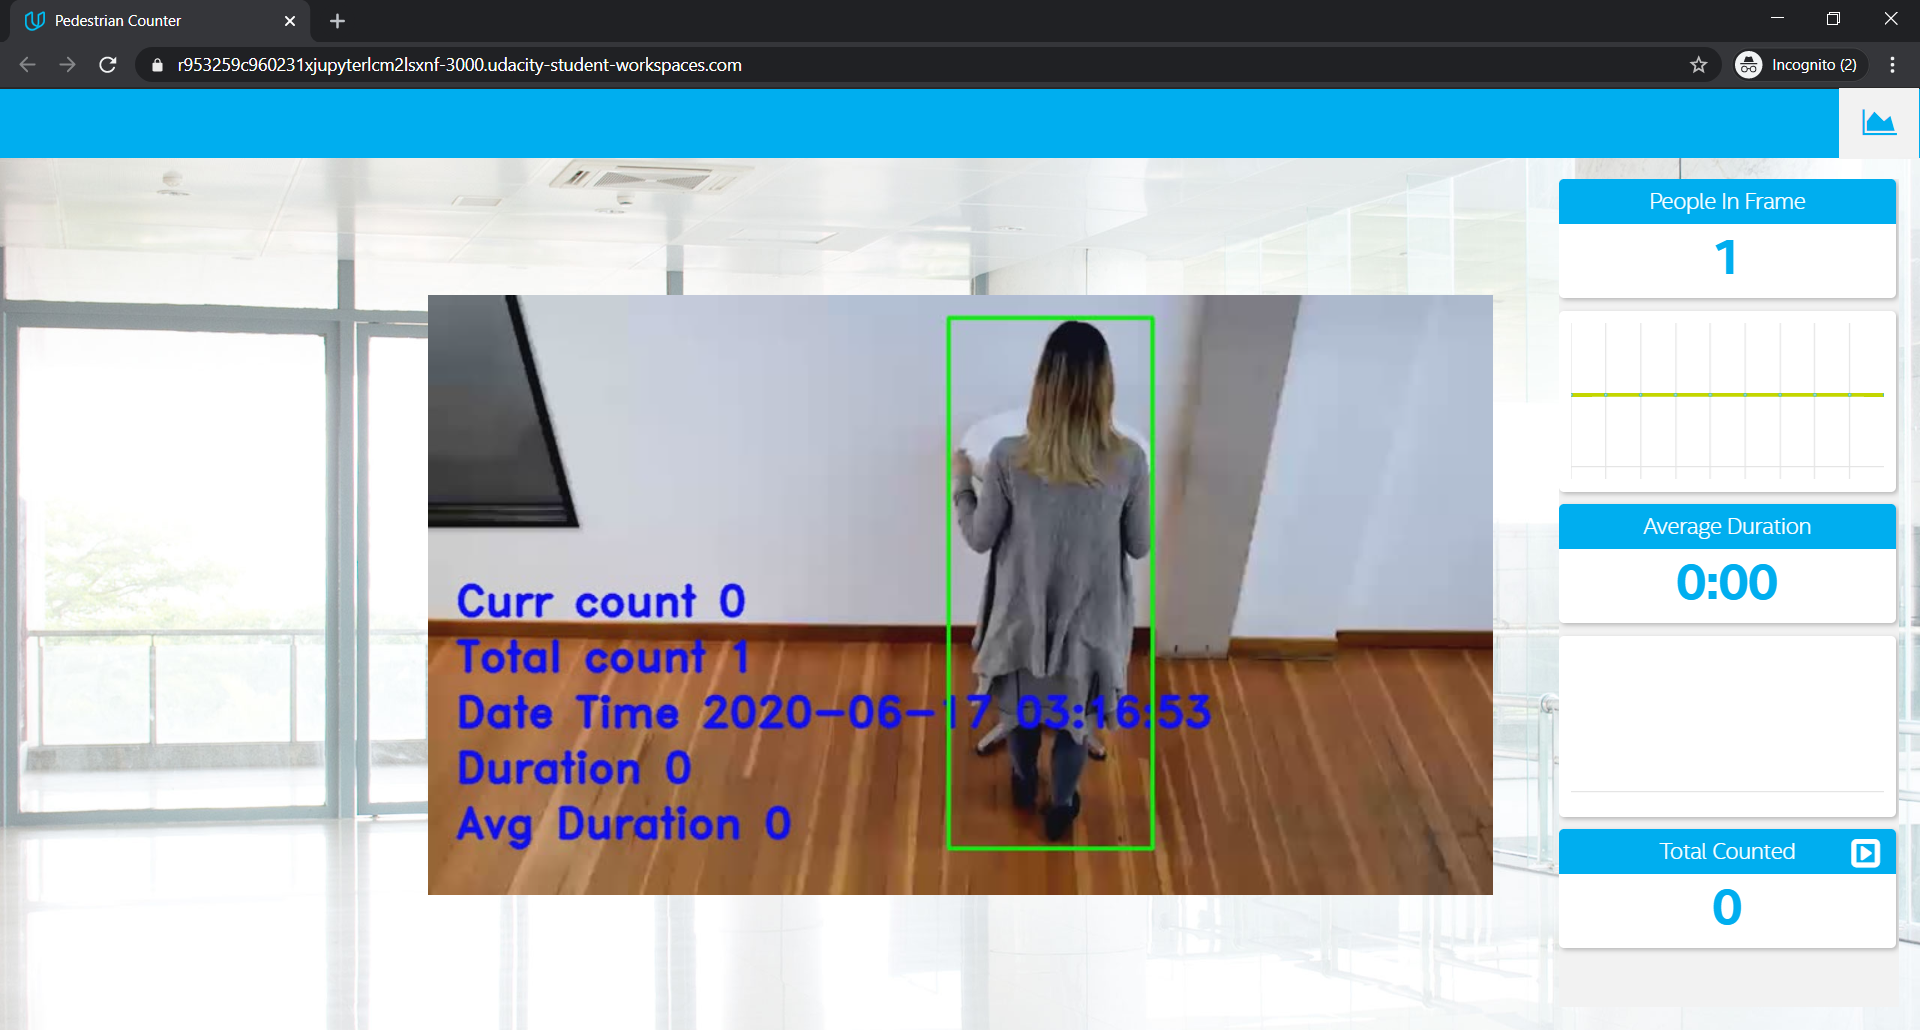 Pedestrian Counter
r953259c960231xjupyterlcm2lsxnf-3000.udacity-student-workspaces.com
Incognito (2)
People In Frame
1
Average Duration
0:00
Total Counted
0
Curr count 0
Total count 1
Date Time 2020-06-17 03:16:53
Duration 0
Avg Duration 0